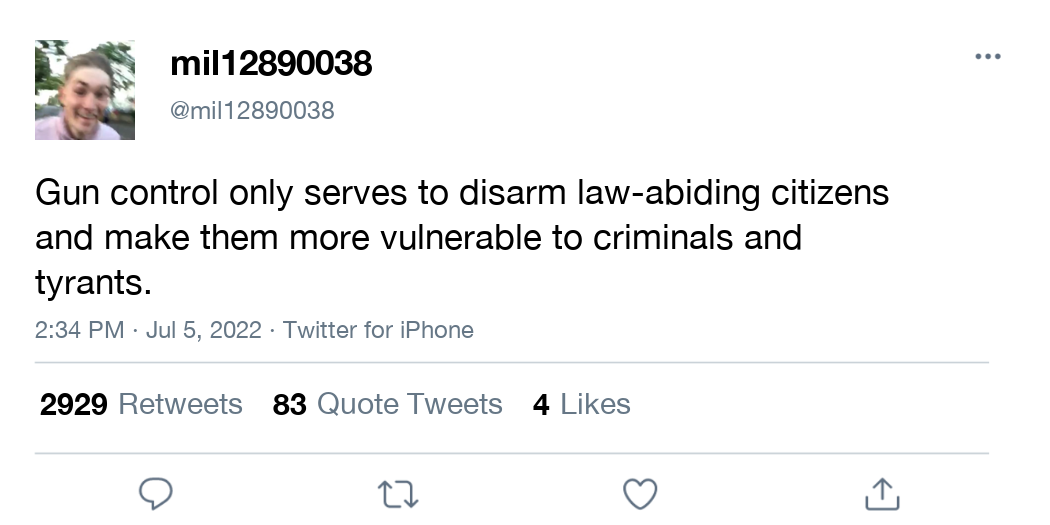 mil12890038
@mil12890038
Gun control only serves to disarm law-abiding citizens
and make them more vulnerable to criminals and
tyrants.
2:34 PM · Jul 5, 2022 · Twitter for iPhone
2929 Retweets 83 Quote Tweets 4 Likes